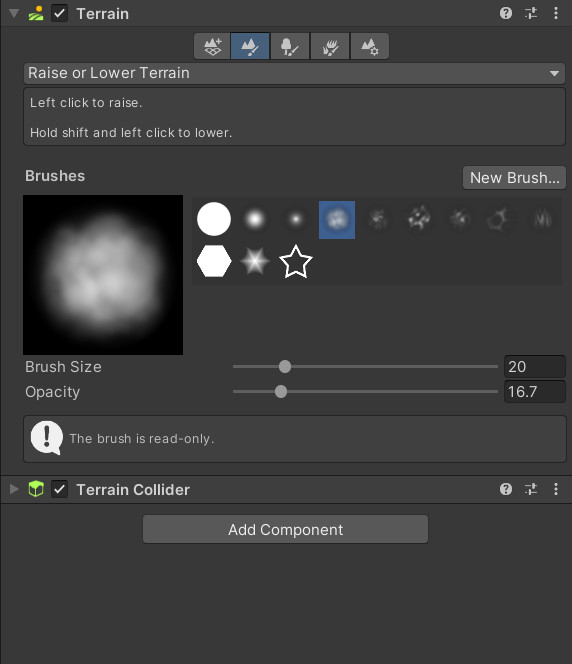 Terrain
Raise or Lower Terrain
Left click to raise.
Hold shift and left click to lower.
Brushes
New Brush...
Brush Size
20
Opacity
16.7
The brush is read-only.
Terrain Collider
Add Component